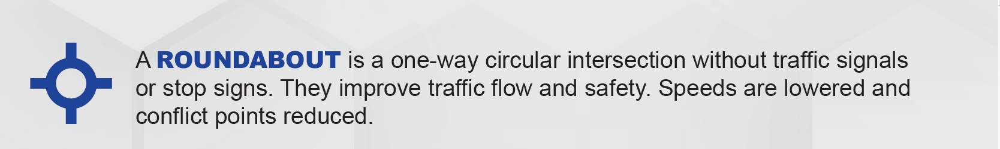 A ROUNDABOUT is a one-way circular intersection without traffic signals
or stop signs. They improve traffic flow and safety. Speeds are lowered and
conflict points reduced.